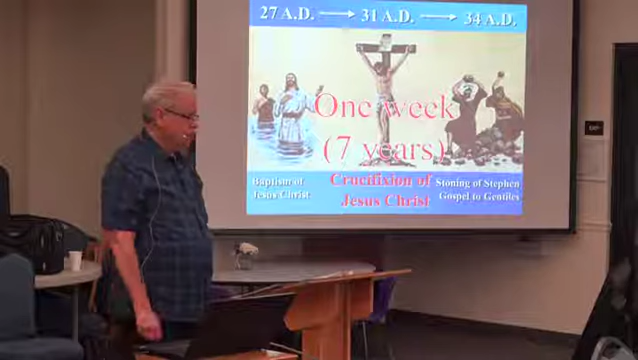 27 A.D. → 31 A.D. → 34 A.D.
One week
(7 years)
Baptism of
Jesus Christ
Crucifixion of
Jesus Christ
Stoning of Stephen
Gospel to Gentiles